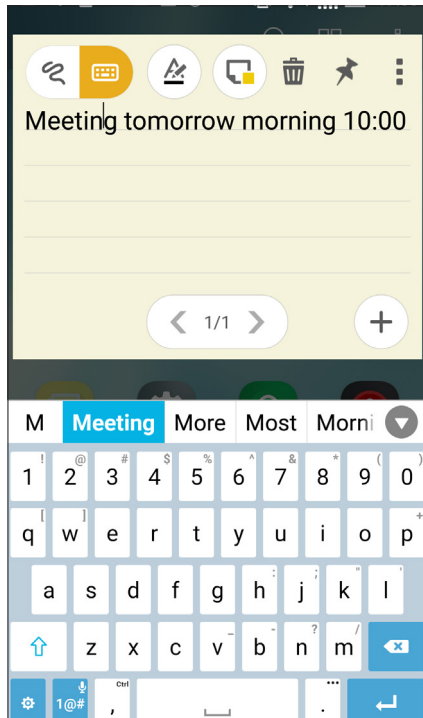 Meeting tomorrow morning 10:00
1/1
M Meeting More Most Morni
1 ! 2 @ 3 # 4 $ 5 % 6 ^ 7 & 8 * 9 ( 0 )
q [ w ] e r t y u i o p +
a s d f g h : j ; k " l '
z x c v _ b - n ? m /
1@# , Ctrl . •••